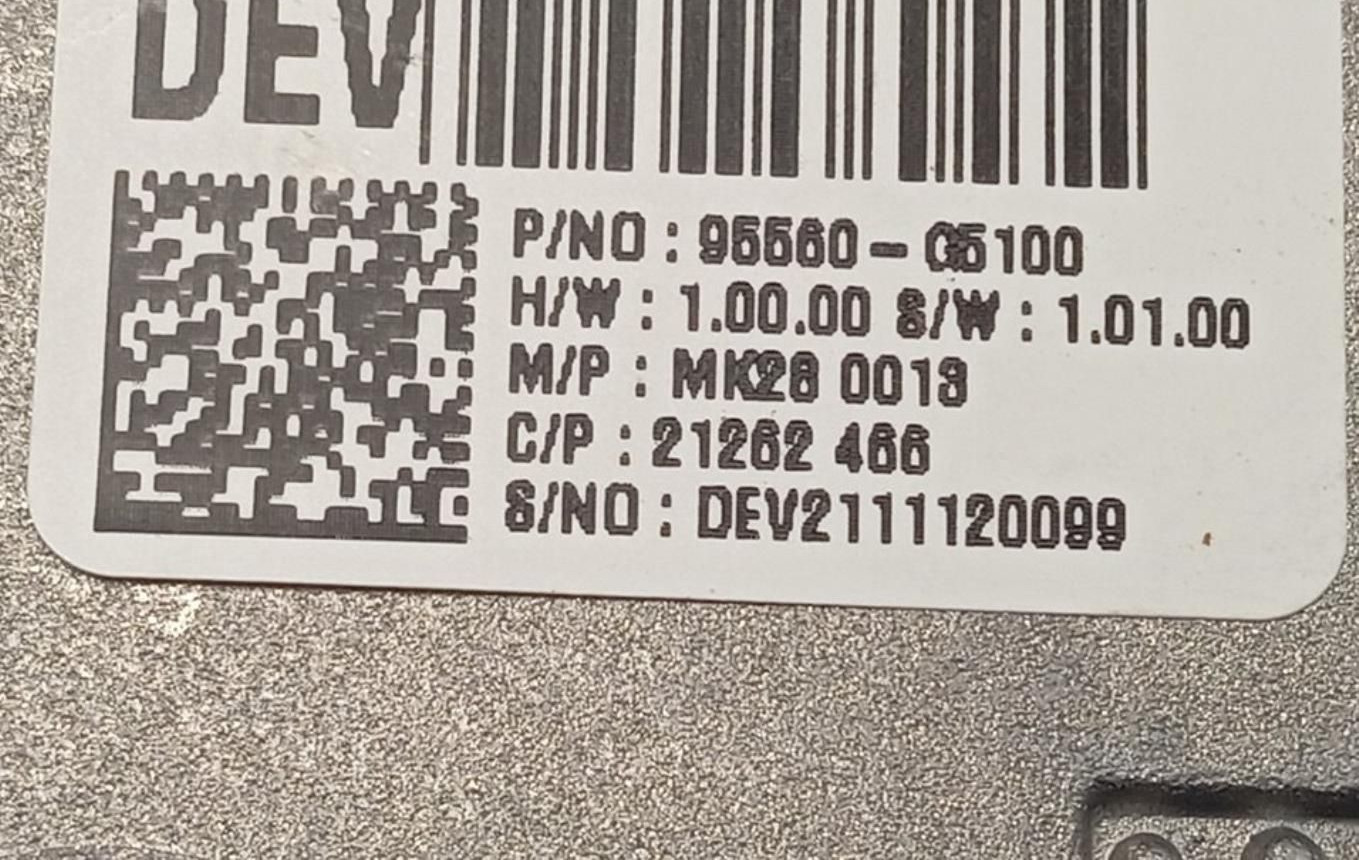 DEV
P/NO : 95560-G5100
H/W : 1.00.00 S/W : 1.01.00
M/P : MK28 0013
C/P : 21262 466
S/NO : DEV2111120099